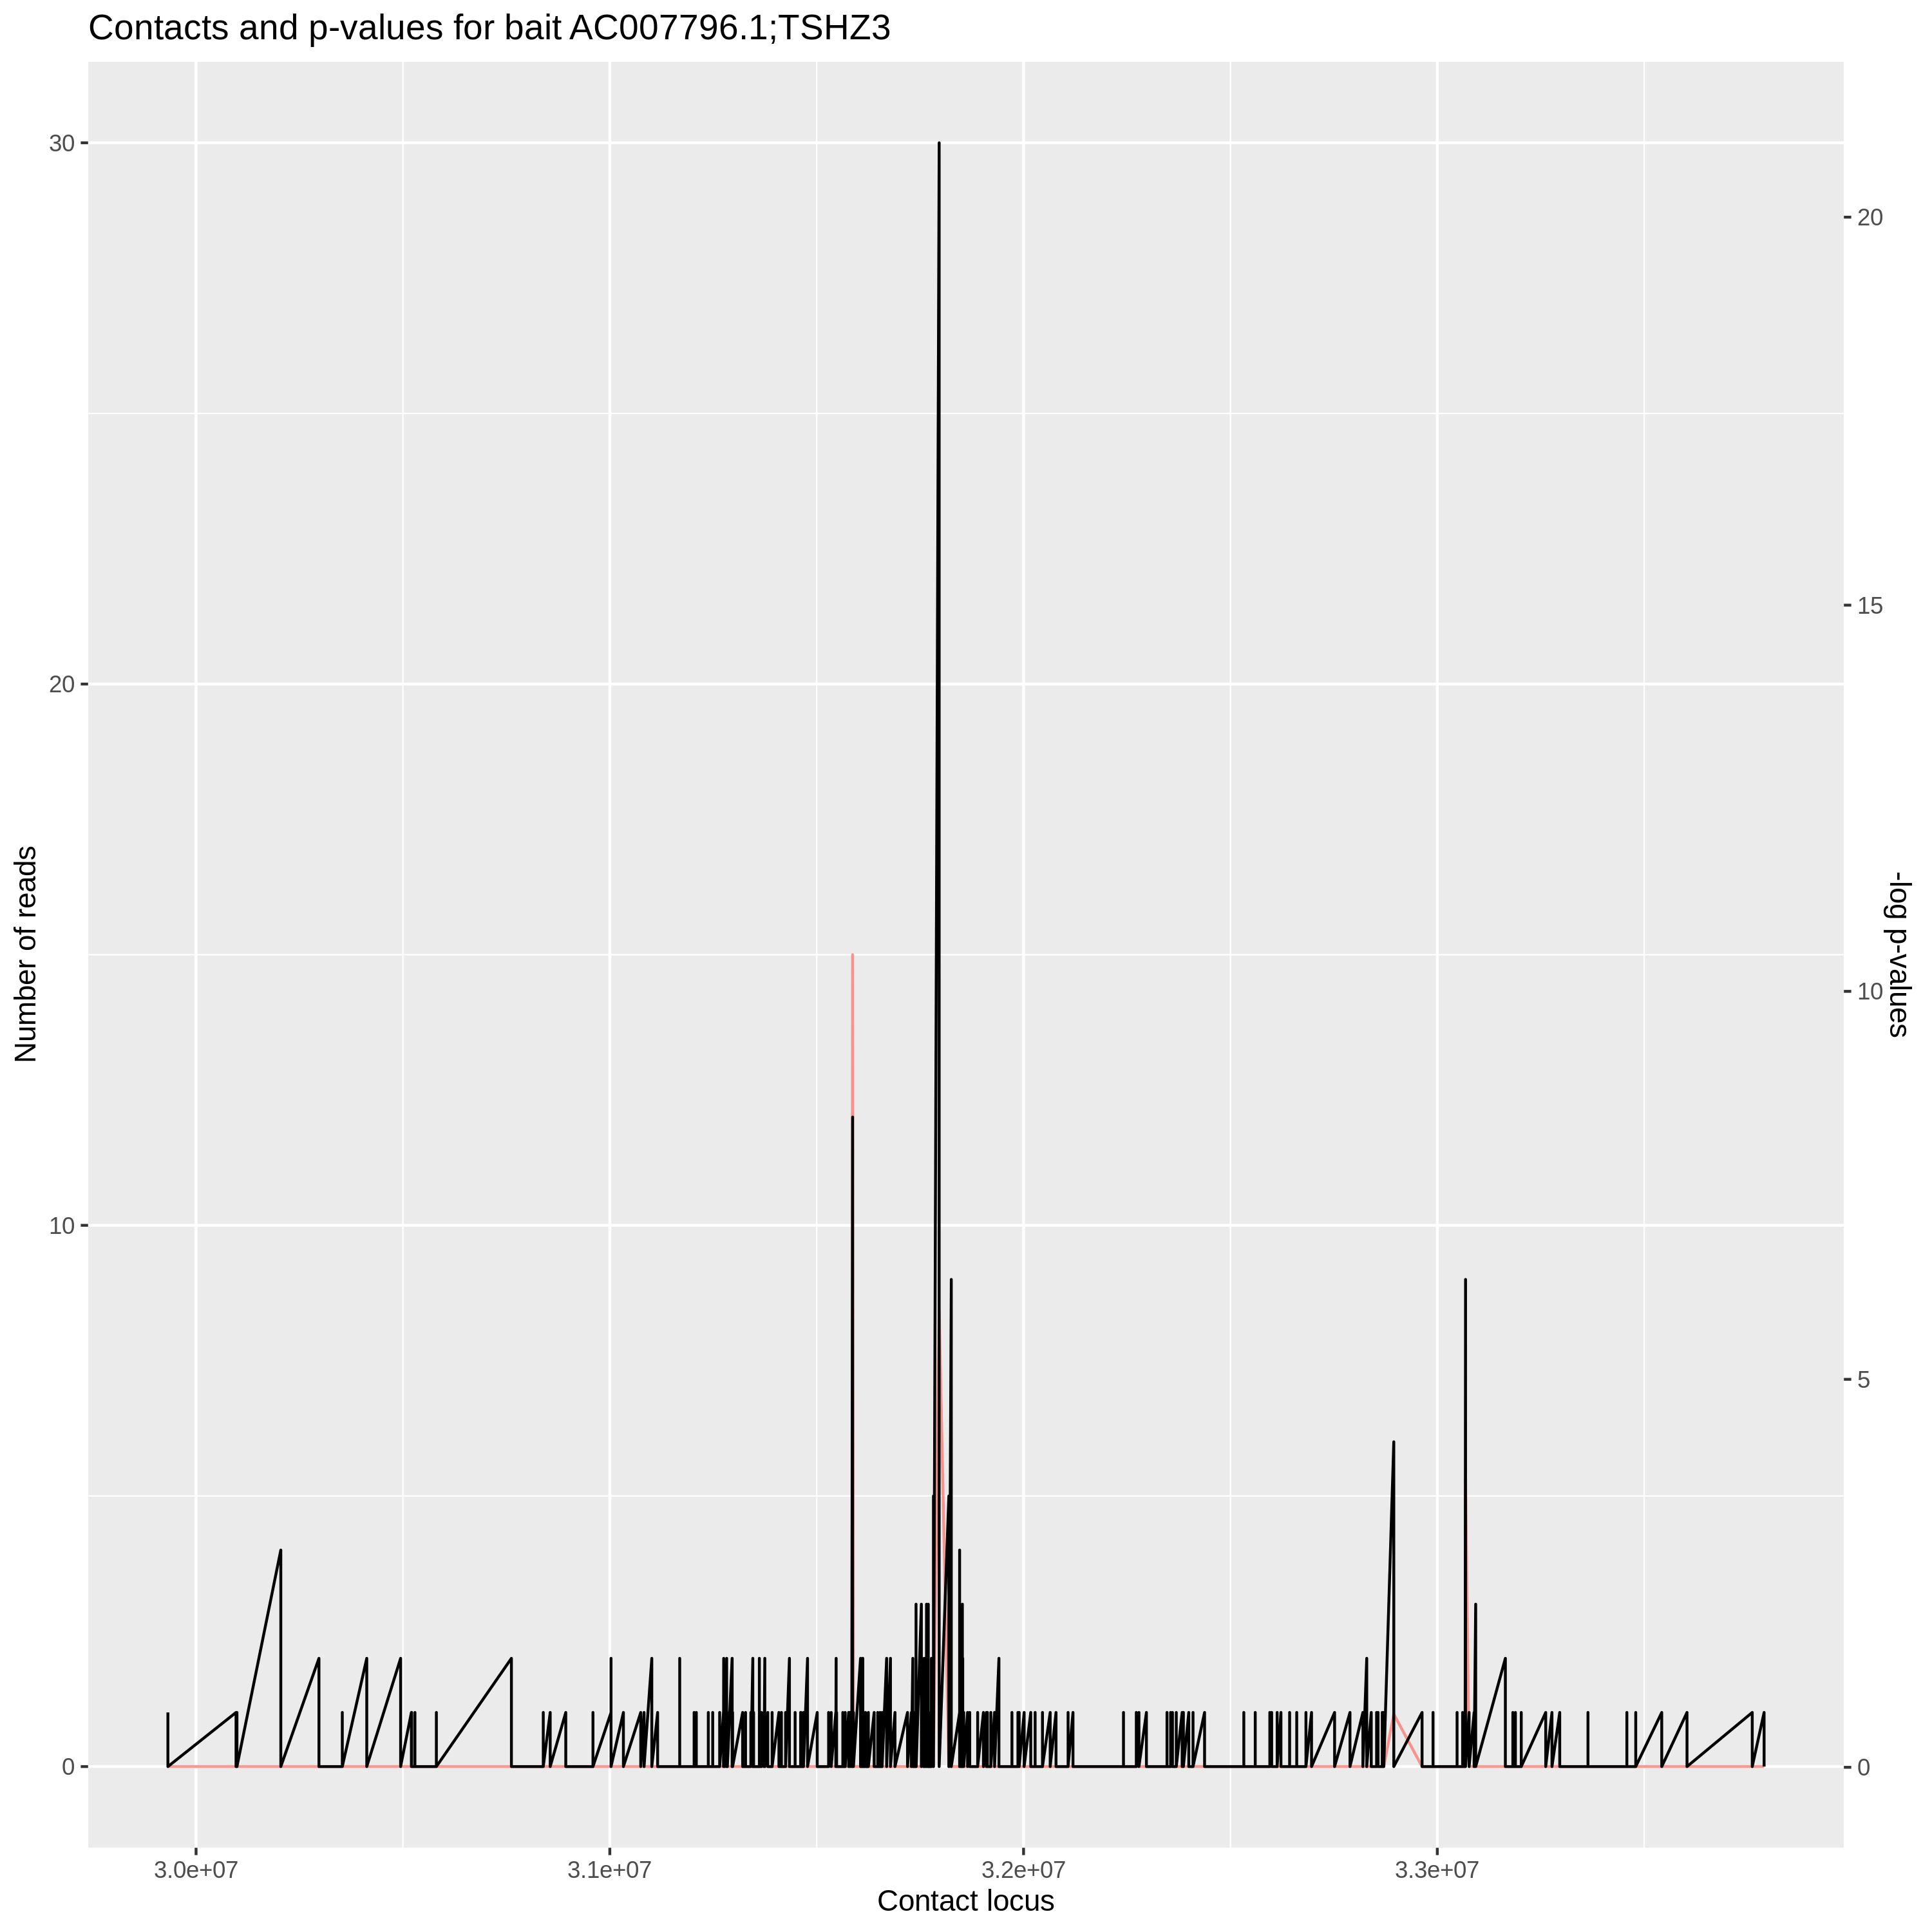 Contacts and p-values for bait AC007796.1;TSHZ3
30
20
10
0
Number of reads
20
15
10
5
0
-log p-values
3.0e+07
3.1e+07
3.2e+07
3.3e+07
Contact locus